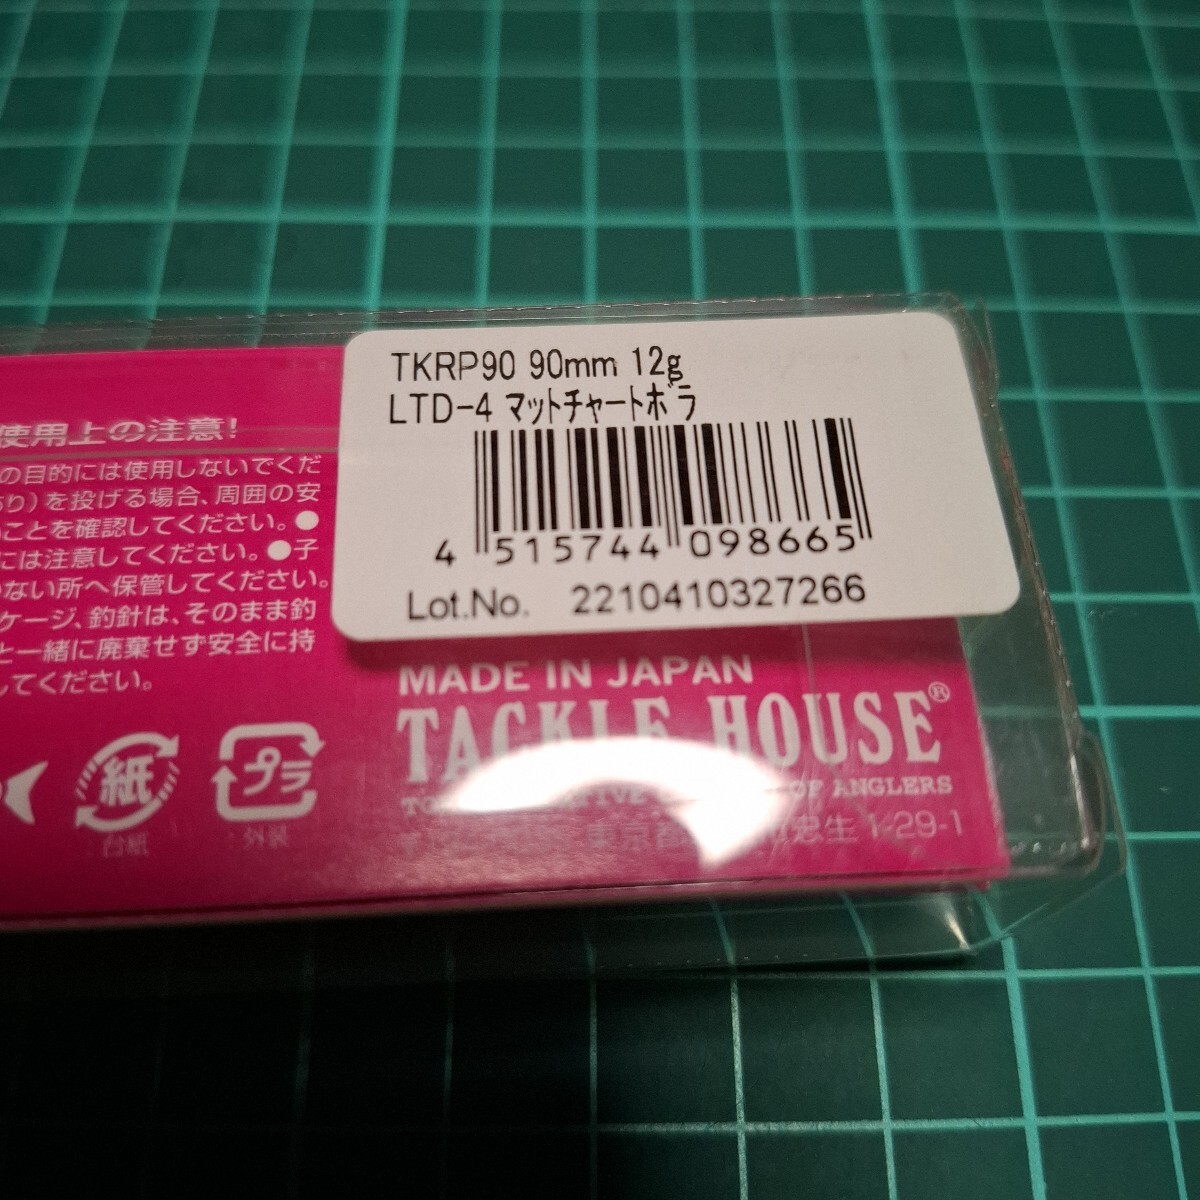 TKRP90 90mm 12g
LTD-4 マットチャートボラ
4 515744 098665
Lot.No. 2210410327266
使用上の注意!
の目的には使用しないでくだ
り)を投げる場合、周囲の安
ことを確認してください。●
には注意してください。●子
ない所へ保管してください。
ケージ、釣針は、そのまま釣
と一緒に廃棄せず安全に持
してください。
紙
台紙
プラ
外装
MADE IN JAPAN
TACKLE HOUSE®
OF ANGLERS
東京 1-29-1